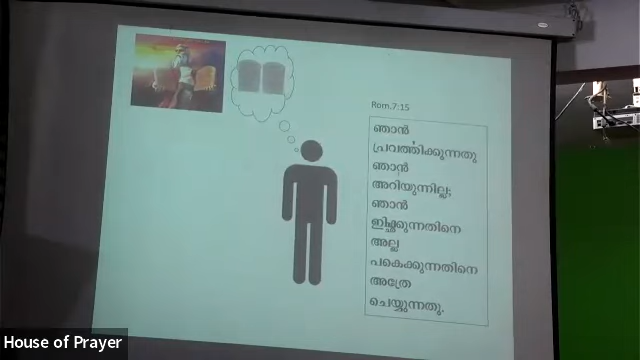 Rom.7:15
ഞാൻ
പ്രവർത്തിക്കുന്നതു
ഞാൻ
അറിയുന്നില്ല;
ഞാൻ
ഇച്ഛിക്കുന്നതിനെ
അല്ല
പകെക്കുന്നതിനെ
അത്രേ
ചെയ്യുന്നതു.
House of Prayer